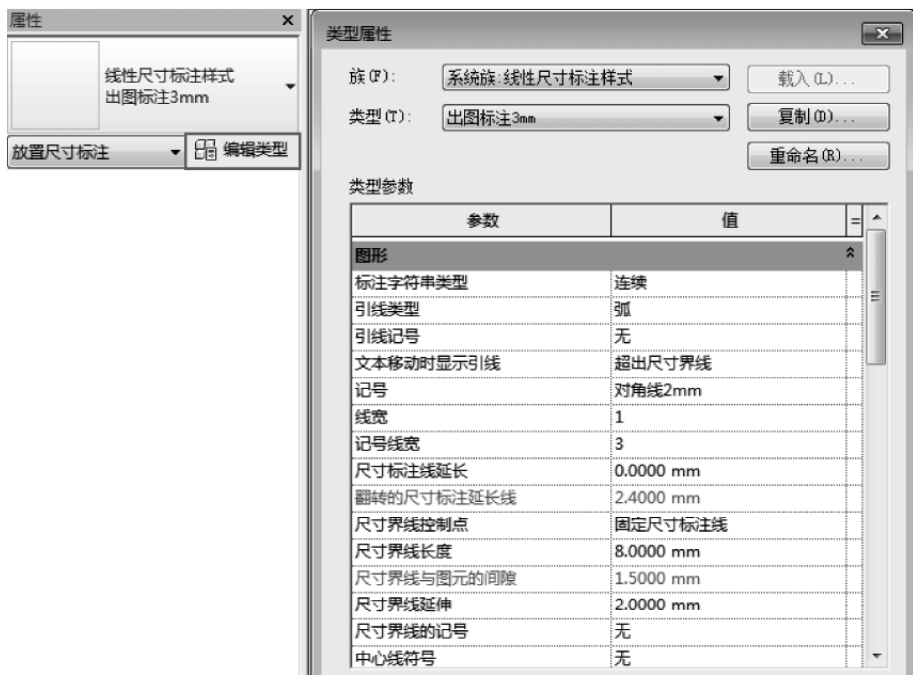 属性
线性尺寸标注样式
出图标注3mm
放置尺寸标注
编辑类型
类型属性
族(F):
系统族:线性尺寸标注样式
载入(L)...
类型(T):
出图标注3mm
复制(D)...
重命名(R)...
类型参数
参数 值 =
图形
标注字符串类型 连续
引线类型 弧
引线记号 无
文本移动时显示引线 超出尺寸界线
记号 对角线2mm
线宽 1
记号线宽 3
尺寸标注线延长 0.0000 mm
翻转的尺寸标注延长线 2.4000 mm
尺寸界线控制点 固定尺寸标注线
尺寸界线长度 8.0000 mm
尺寸界线与图元的间隙 1.5000 mm
尺寸界线延伸 2.0000 mm
尺寸界线的记号 无
中心线符号 无